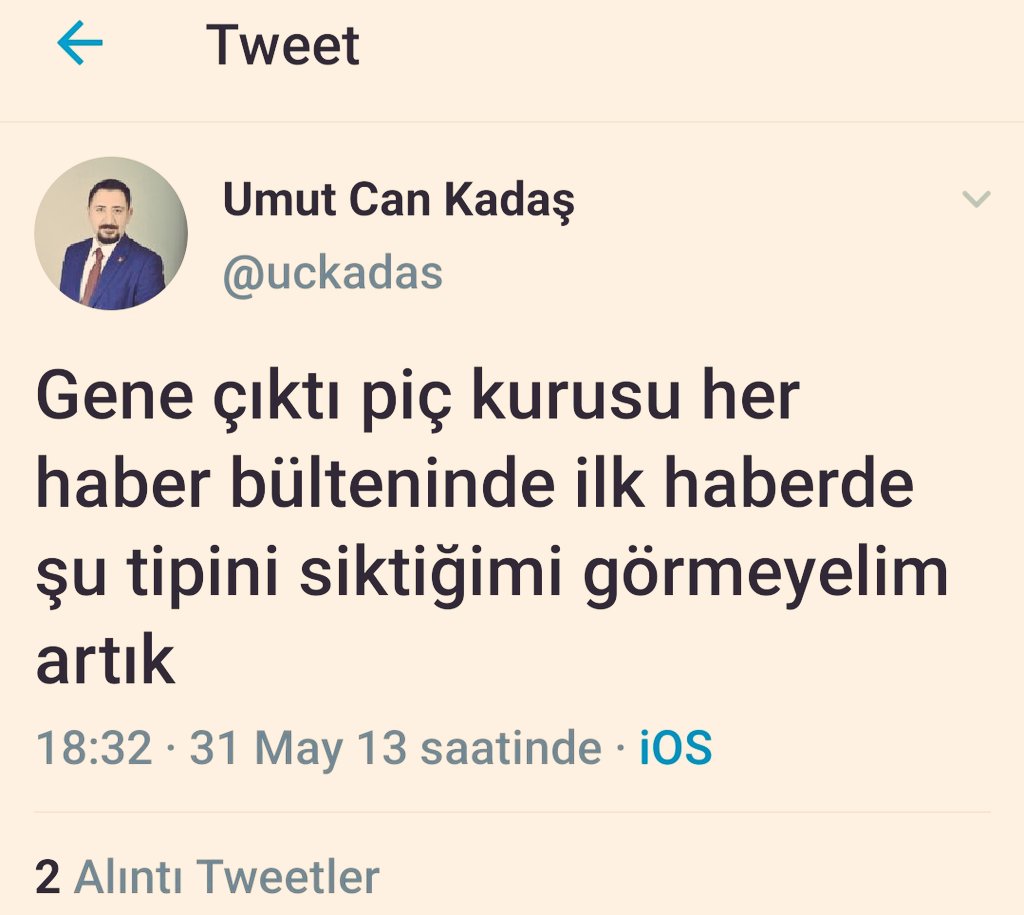 Tweet
Umut Can Kadaş
@uckadas
Gene çıktı piç kurusu her
haber bülteninde ilk haberde
şu tipini siktiğimi görmeyelim
artık
18:32 · 31 May 13 saatinde · iOS
2 Alıntı Tweetler